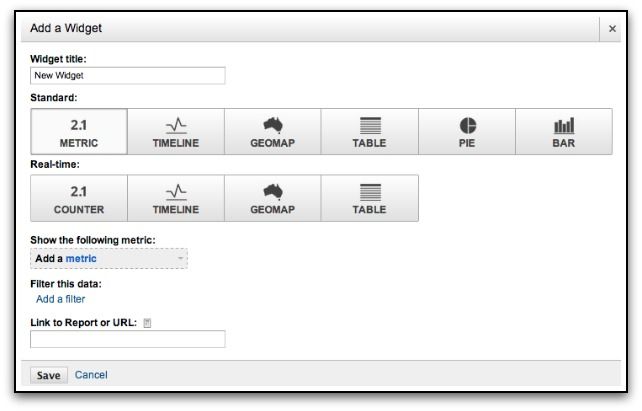 Add a Widget ×
Widget title:
New Widget
Standard:
2.1
METRIC TIMELINE GEOMAP TABLE PIE BAR
Real-time:
2.1
COUNTER TIMELINE GEOMAP TABLE
Show the following metric:
Add a metric
Filter this data:
Add a filter
Link to Report or URL:
Save Cancel